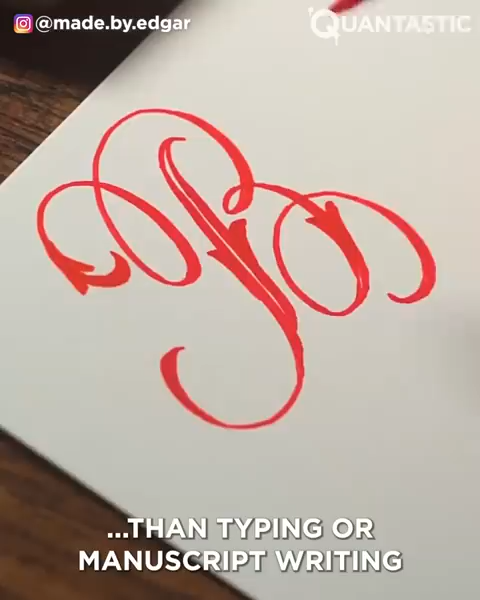 @made.by.edgar
QUANTASTIC
...THAN TYPING OR
MANUSCRIPT WRITING